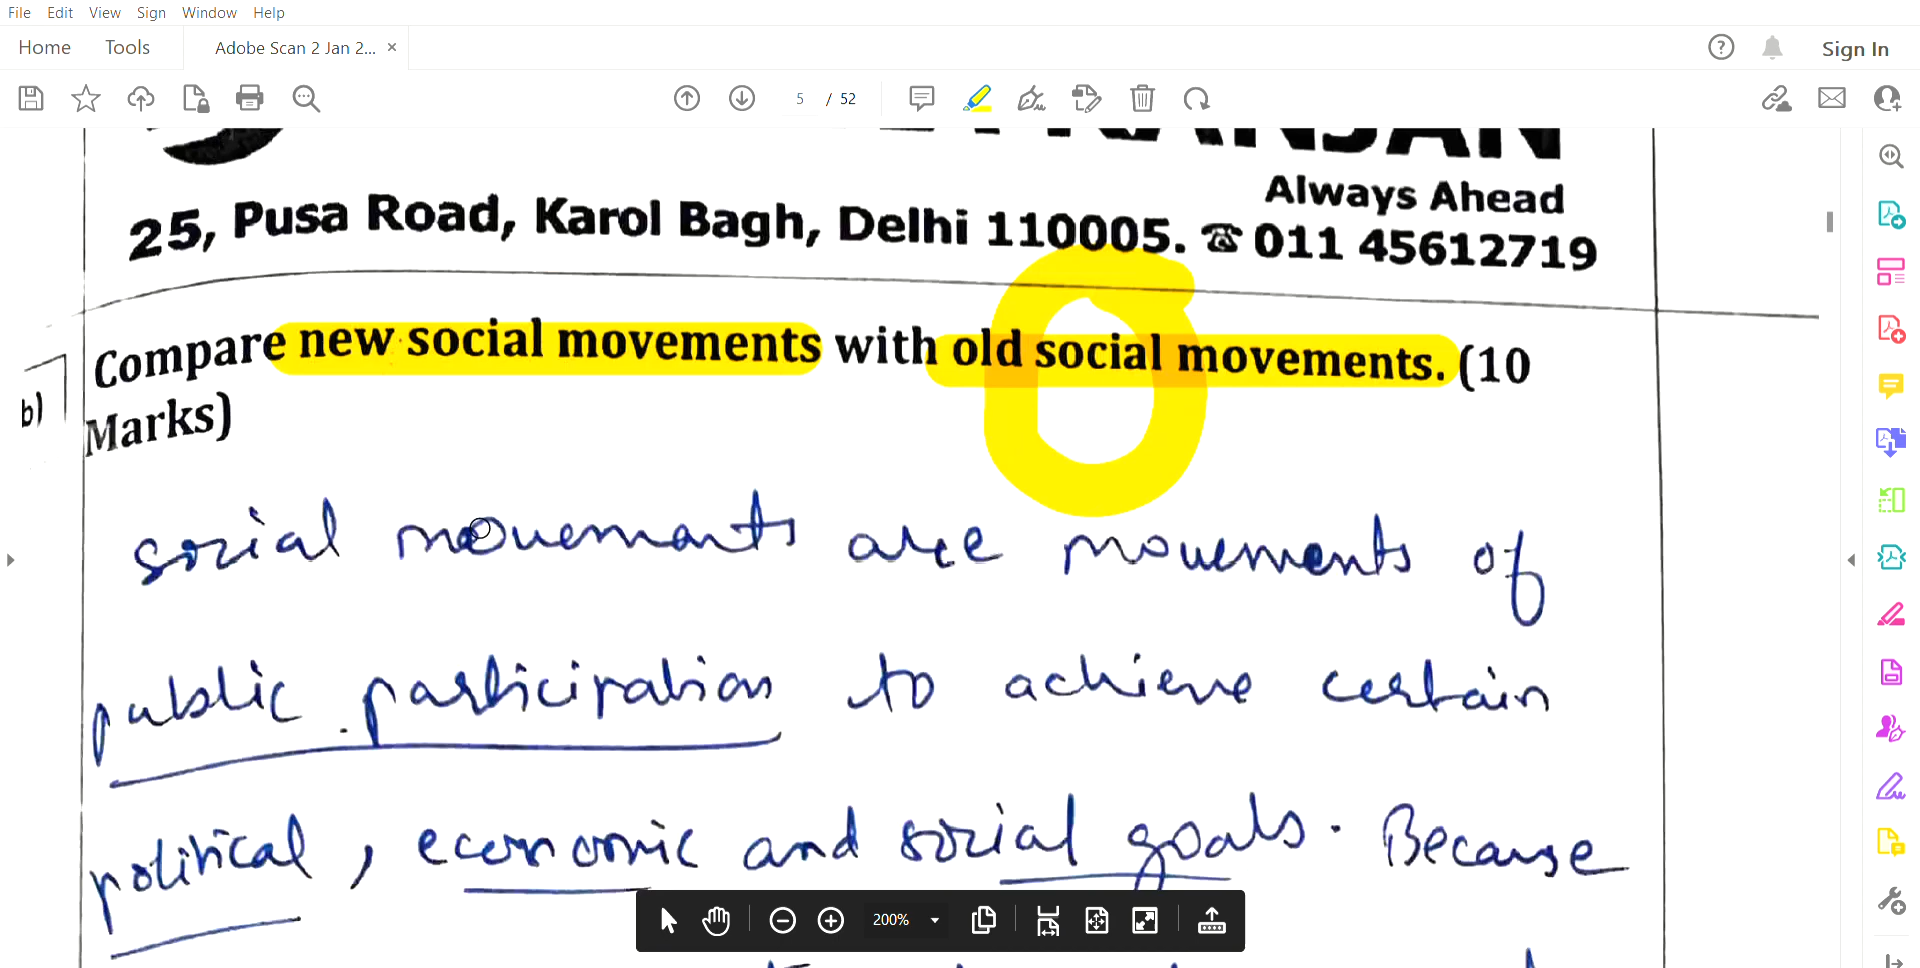 File Edit View Sign Window Help
Home Tools Adobe Scan 2 Jan 2... × Sign In
5 / 52
Always Ahead
25, Pusa Road, Karol Bagh, Delhi 110005. ☎ 011 45612719
b) Compare new social movements with old social movements. (10
Marks)
social movements are movements of
public participation to achieve certain
political, economic and social goals. Because
200%